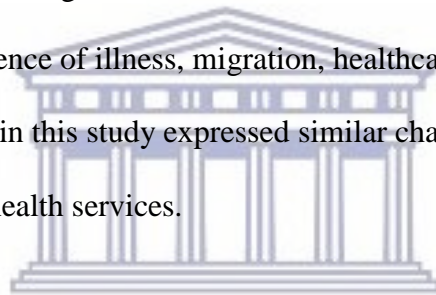 ence of illness, migration, healthca
in this study expressed similar cha
ealth services.